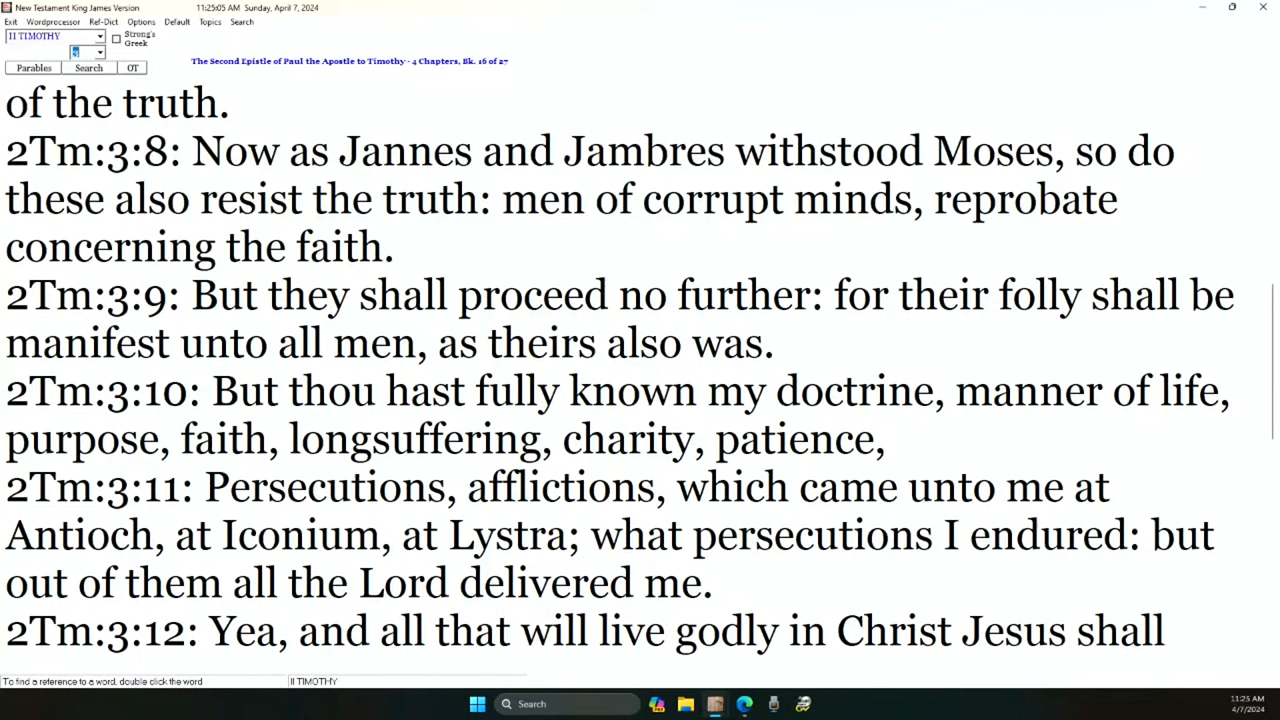 New Testament King James Version 11:25:05 AM Sunday, April 7, 2024
Exit Wordprocessor Ref-Dict Options Default Topics Search
II TIMOTHY
Strong's
Greek
3
Parables Search OT
The Second Epistle of Paul the Apostle to Timothy - 4 Chapters, Bk. 16 of 27
of the truth.
2Tm:3:8: Now as Jannes and Jambres withstood Moses, so do
these also resist the truth: men of corrupt minds, reprobate
concerning the faith.
2Tm:3:9: But they shall proceed no further: for their folly shall be
manifest unto all men, as theirs also was.
2Tm:3:10: But thou hast fully known my doctrine, manner of life,
purpose, faith, longsuffering, charity, patience,
2Tm:3:11: Persecutions, afflictions, which came unto me at
Antioch, at Iconium, at Lystra; what persecutions I endured: but
out of them all the Lord delivered me.
2Tm:3:12: Yea, and all that will live godly in Christ Jesus shall
To find a reference to a word, double click the word II TIMOTHY
Search
11:25 AM
4/7/2024